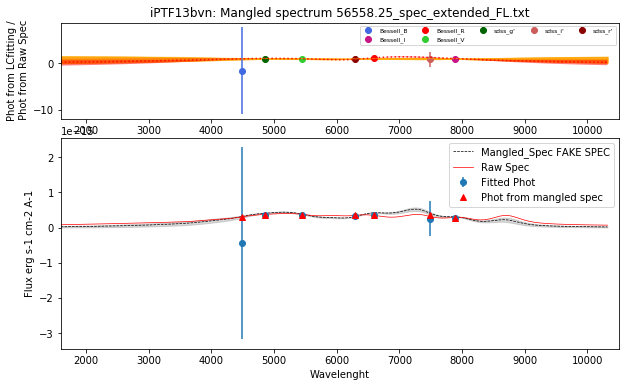 iPTF13bvn: Mangled spectrum 56558.25_spec_extended_FL.txt
Phot from LCfitting /
Phot from Raw Spec
0
−10
Bessell_B
Bessell_I
Bessell_R
Bessell_V
sdss_g'
sdss_i'
sdss_r'
2000 3000 4000 5000 6000 7000 8000 9000 10000
1e−15
Flux erg s-1 cm-2 A-1
2
1
0
−1
−2
−3
Mangled_Spec FAKE SPEC
Raw Spec
Fitted Phot
Phot from mangled spec
2000 3000 4000 5000 6000 7000 8000 9000 10000
Wavelenght